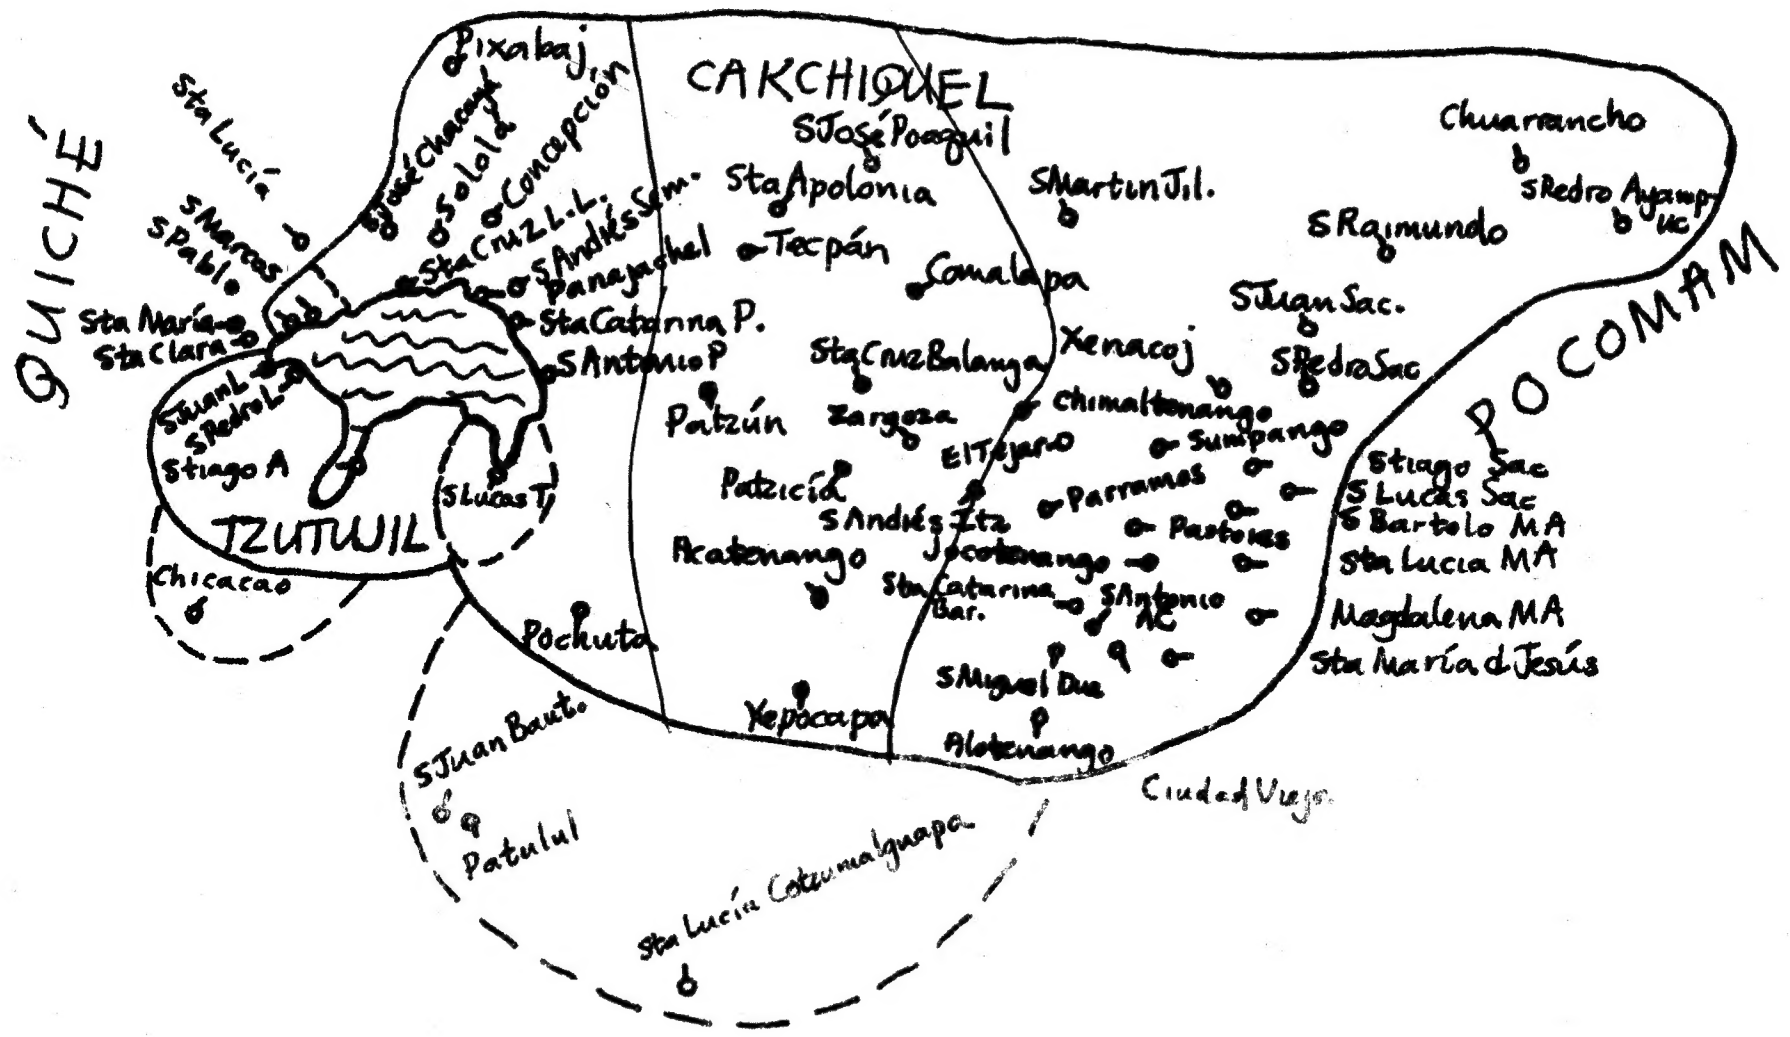 Pixabaj
CAKCHIQUEL
Sta Lucía
S José Chacayá
Sololá
Concepción
QUICHÉ
S José Poaquil
Chuarrancho
Sta Apolonia
S Martin Jil.
S Pedro Ayamp-
uc
S Marcos
S Pablo
Sta Cruz L.L.
S Andrés Sem.
Panajachel
Tecpán
S Raimundo
Comalapa
POCOMAM
S Juan Sac.
Sta María
Sta Clara
Sta Catarina P.
S Antonio P
Sta Cruz Balanya
Xenacoj
S Pedro Sac
S Juan L
S Pedro L
Patzún
Zargoza
Chimaltenango
Sumpango
El Tejar
Stiago A
S Lucas T
Patzicía
Parramos
Stiago Sac
S Lucas Sac
S Andrés Itz
Pastores
S Bartolo MA
TZUTUJIL
Acatenango
Jocotenango
Sta Lucia MA
Chicacao
Sta Catarina
Bar.
S Antonio
AC
Magdalena MA
Pochuta
S Miguel Due
Sta María d Jesús
Yepocapa
Alotenango
S Juan Baut.
Ciudad Vieja
Patulul
Sta Lucía Cotzumalguapa